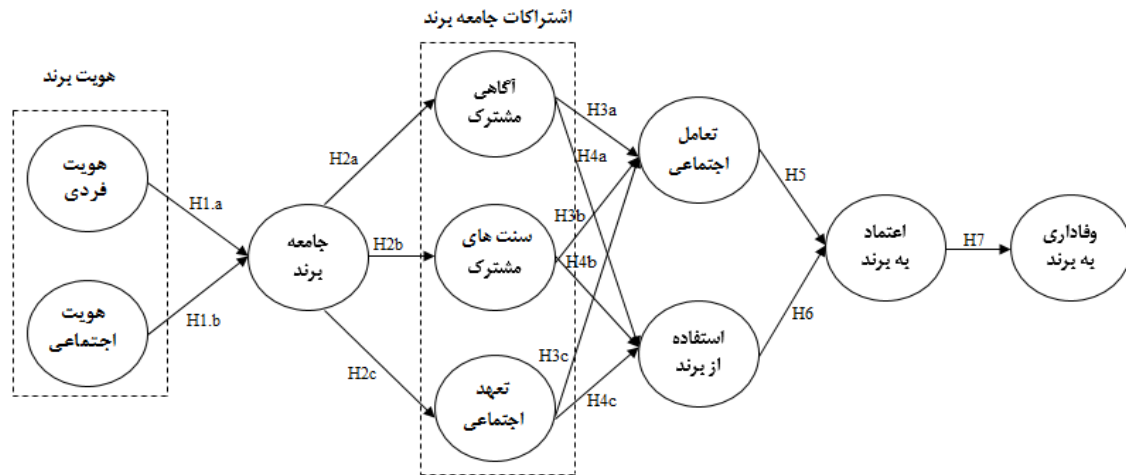 اشتراکات جامعه برند
هویت برند
آگاهی
مشترک
H3a
تعامل
اجتماعی
هویت
فردی
H2a
H4a
H5
H1.a
H3b
جامعه
برند
H2b
سنت های
مشترک
H4b
اعتماد
به برند
H7
وفاداری
به برند
هویت
اجتماعی
H1.b
H6
استفاده
از برند
H3c
H2c
تعهد
اجتماعی
H4c